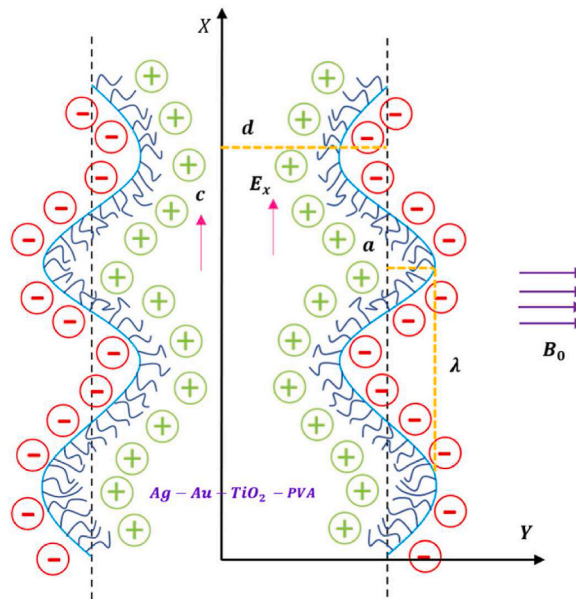 X
d
c
E_x
a
B_0
λ
Ag - Au - TiO_2 - PVA
Y